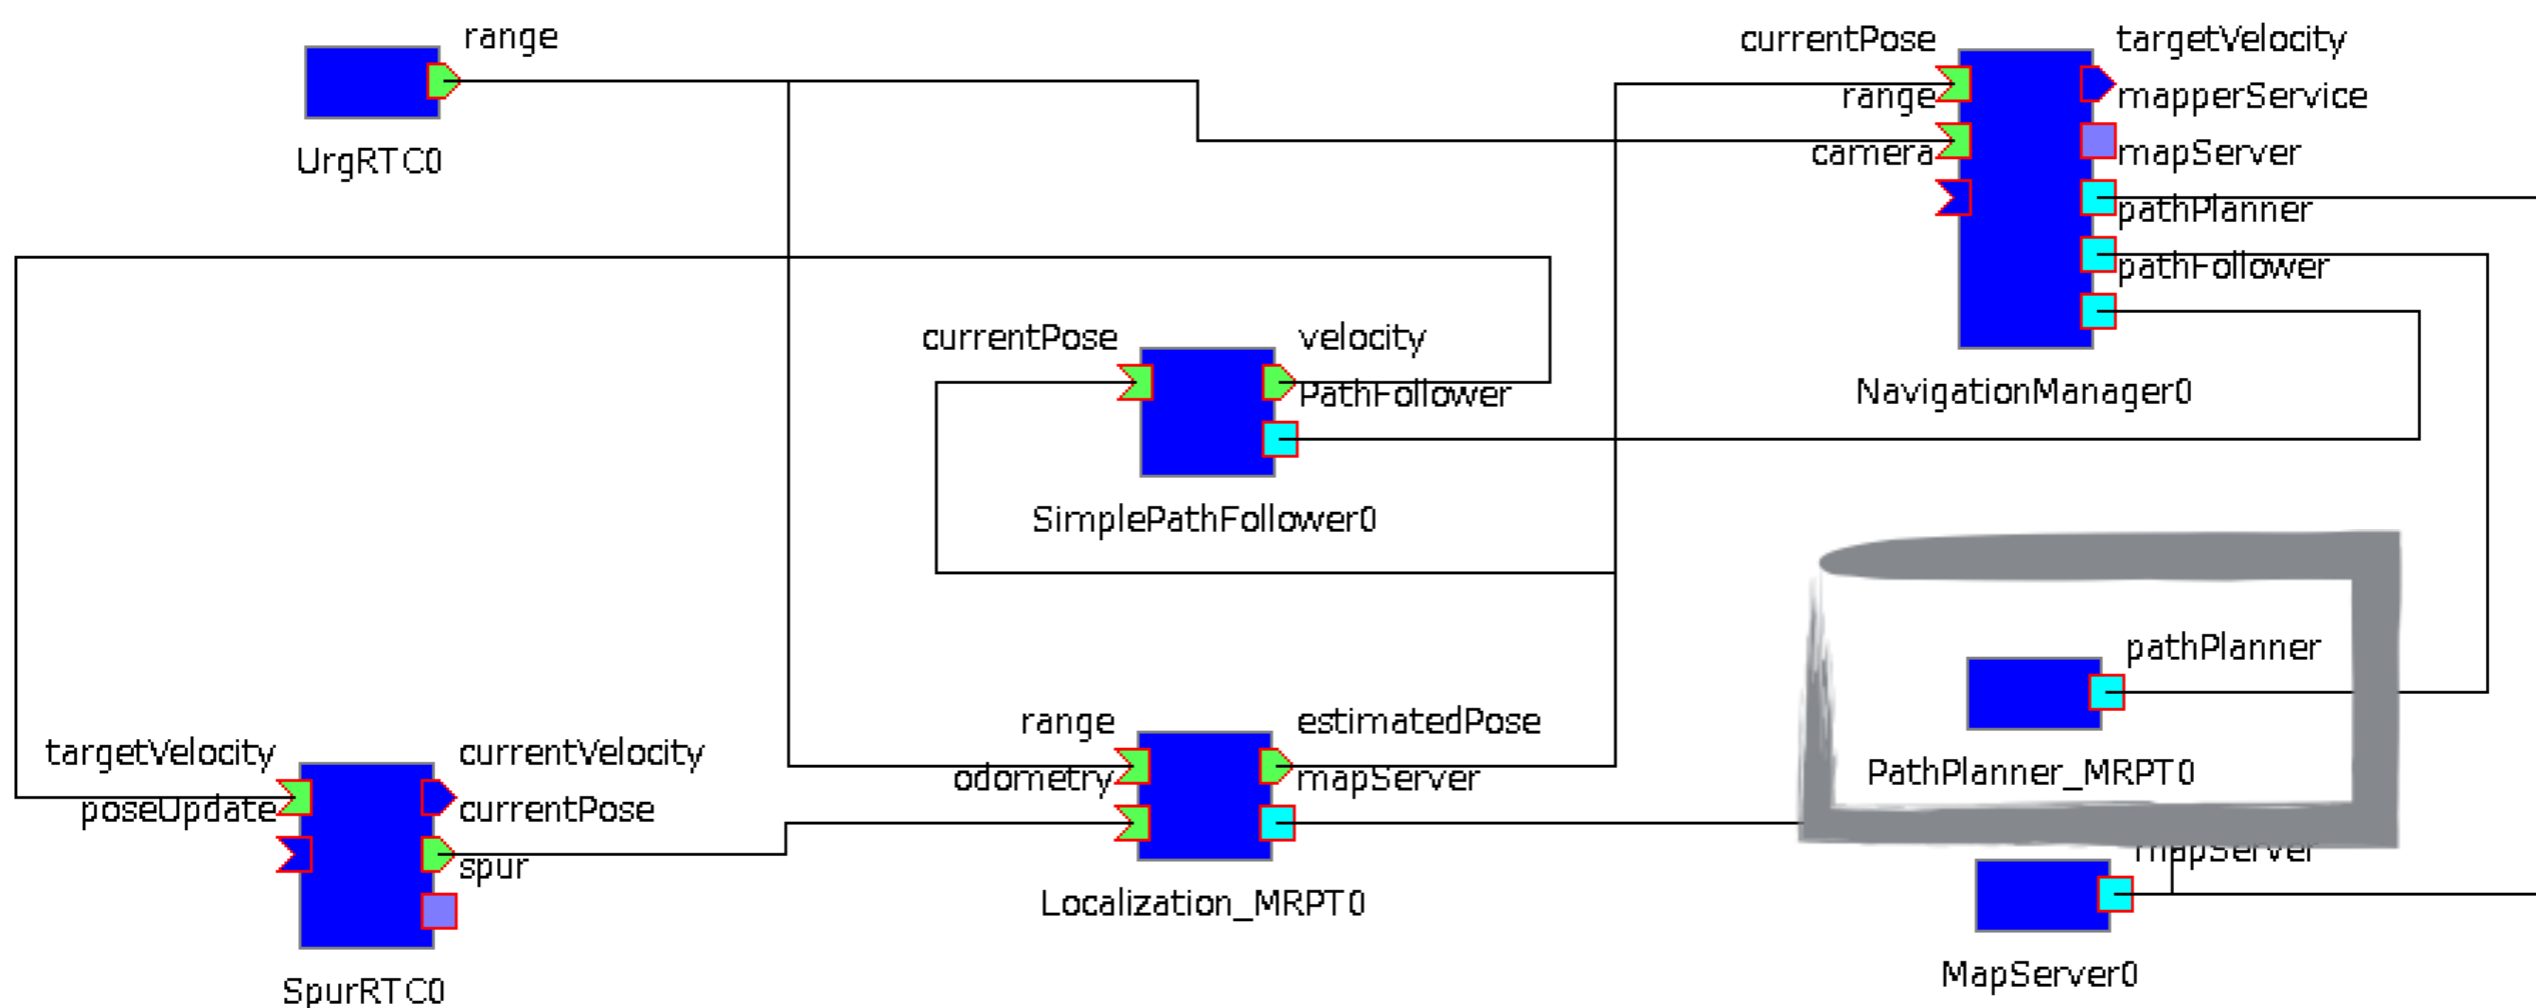 range
UrgRTC0
currentPose
range
camera
targetVelocity
mapperService
mapServer
pathPlanner
pathFollower
NavigationManager0
currentPose
velocity
PathFollower
SimplePathFollower0
pathPlanner
PathPlanner_MRPT0
range
odometry
estimatedPose
mapServer
Localization_MRPT0
targetVelocity
poseUpdate
currentVelocity
currentPose
spur
SpurRTC0
mapServer
MapServer0